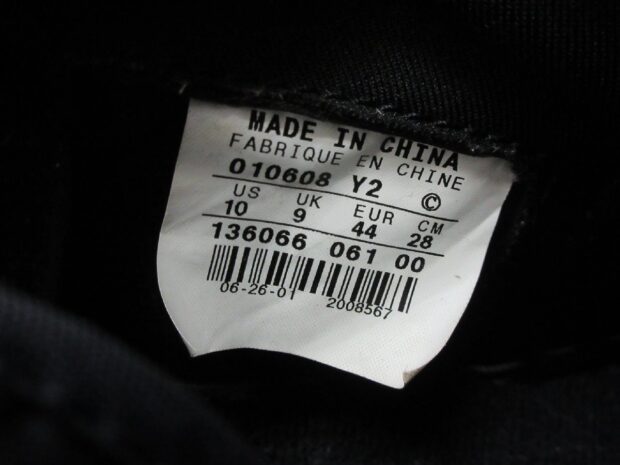 MADE IN CHINA
FABRIQUE EN CHINE
010608 Y2 ©
US UK EUR CM
10 9 44 28
136066 061 00
06-26-01 2008567